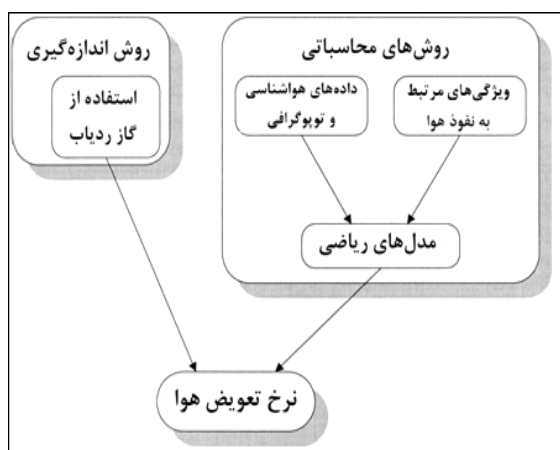 روش‌های محاسباتی
روش اندازه‌گیری
ویژگی‌های مرتبط
به نفوذ هوا
داده‌های هواشناسی
و توپوگرافی
استفاده از
گاز ردیاب
مدل‌های ریاضی
نرخ تعویض هوا